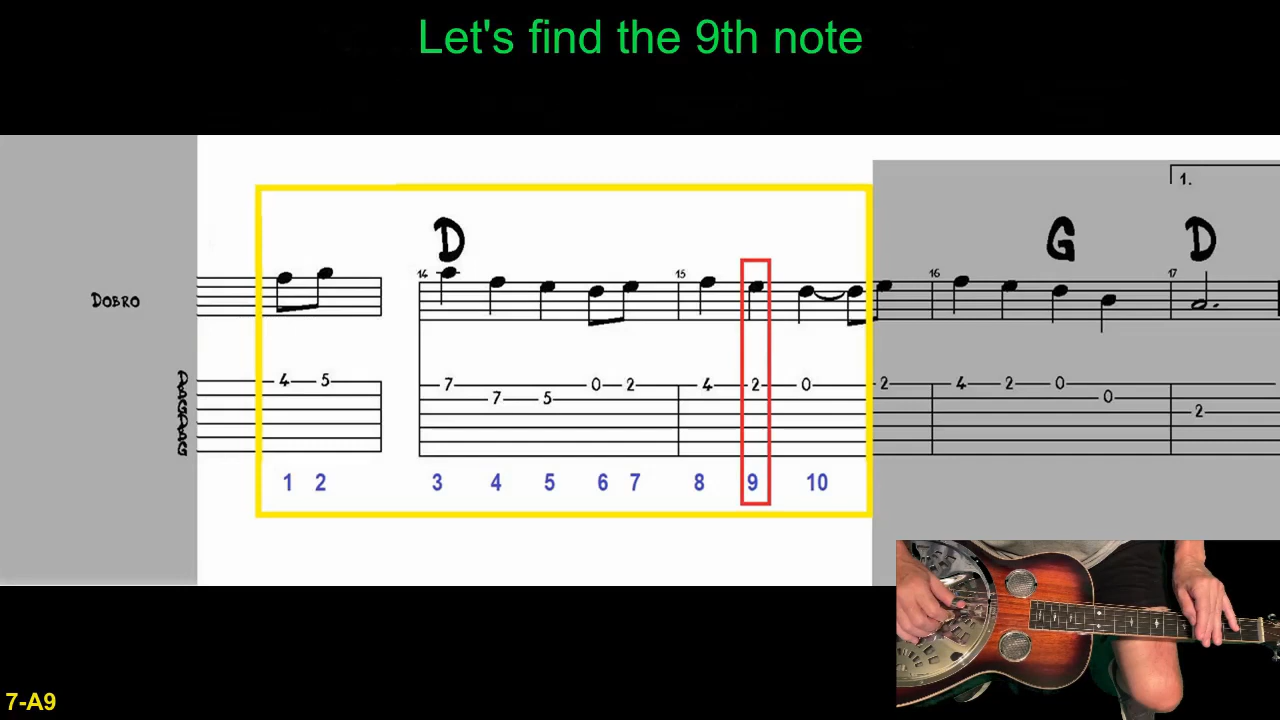 Let's find the 9th note
1.
D G D
14 15 16 17
DOBRO
4 5 7 0 2 4 2 0 2 4 2 0
7 5 0
2
1 2 3 4 5 6 7 8 9 10
7-A9